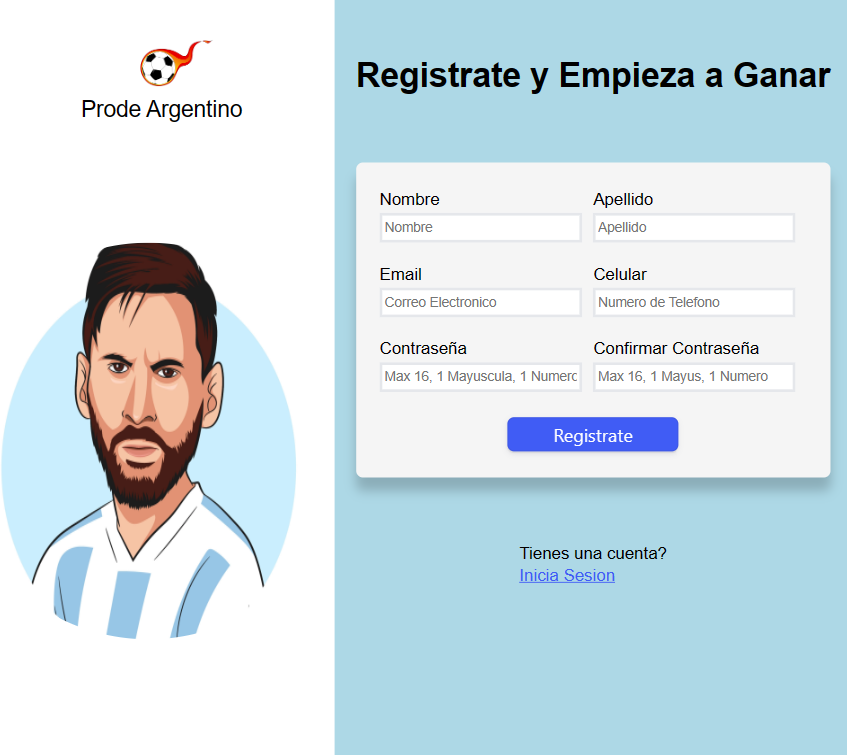 Prode Argentino
Registrate y Empieza a Ganar
Nombre
Apellido
Nombre
Apellido
Email
Celular
Correo Electronico
Numero de Telefono
Contraseña
Confirmar Contraseña
Max 16, 1 Mayuscula, 1 Numero
Max 16, 1 Mayus, 1 Numero
Registrate
Tienes una cuenta?
Inicia Sesion